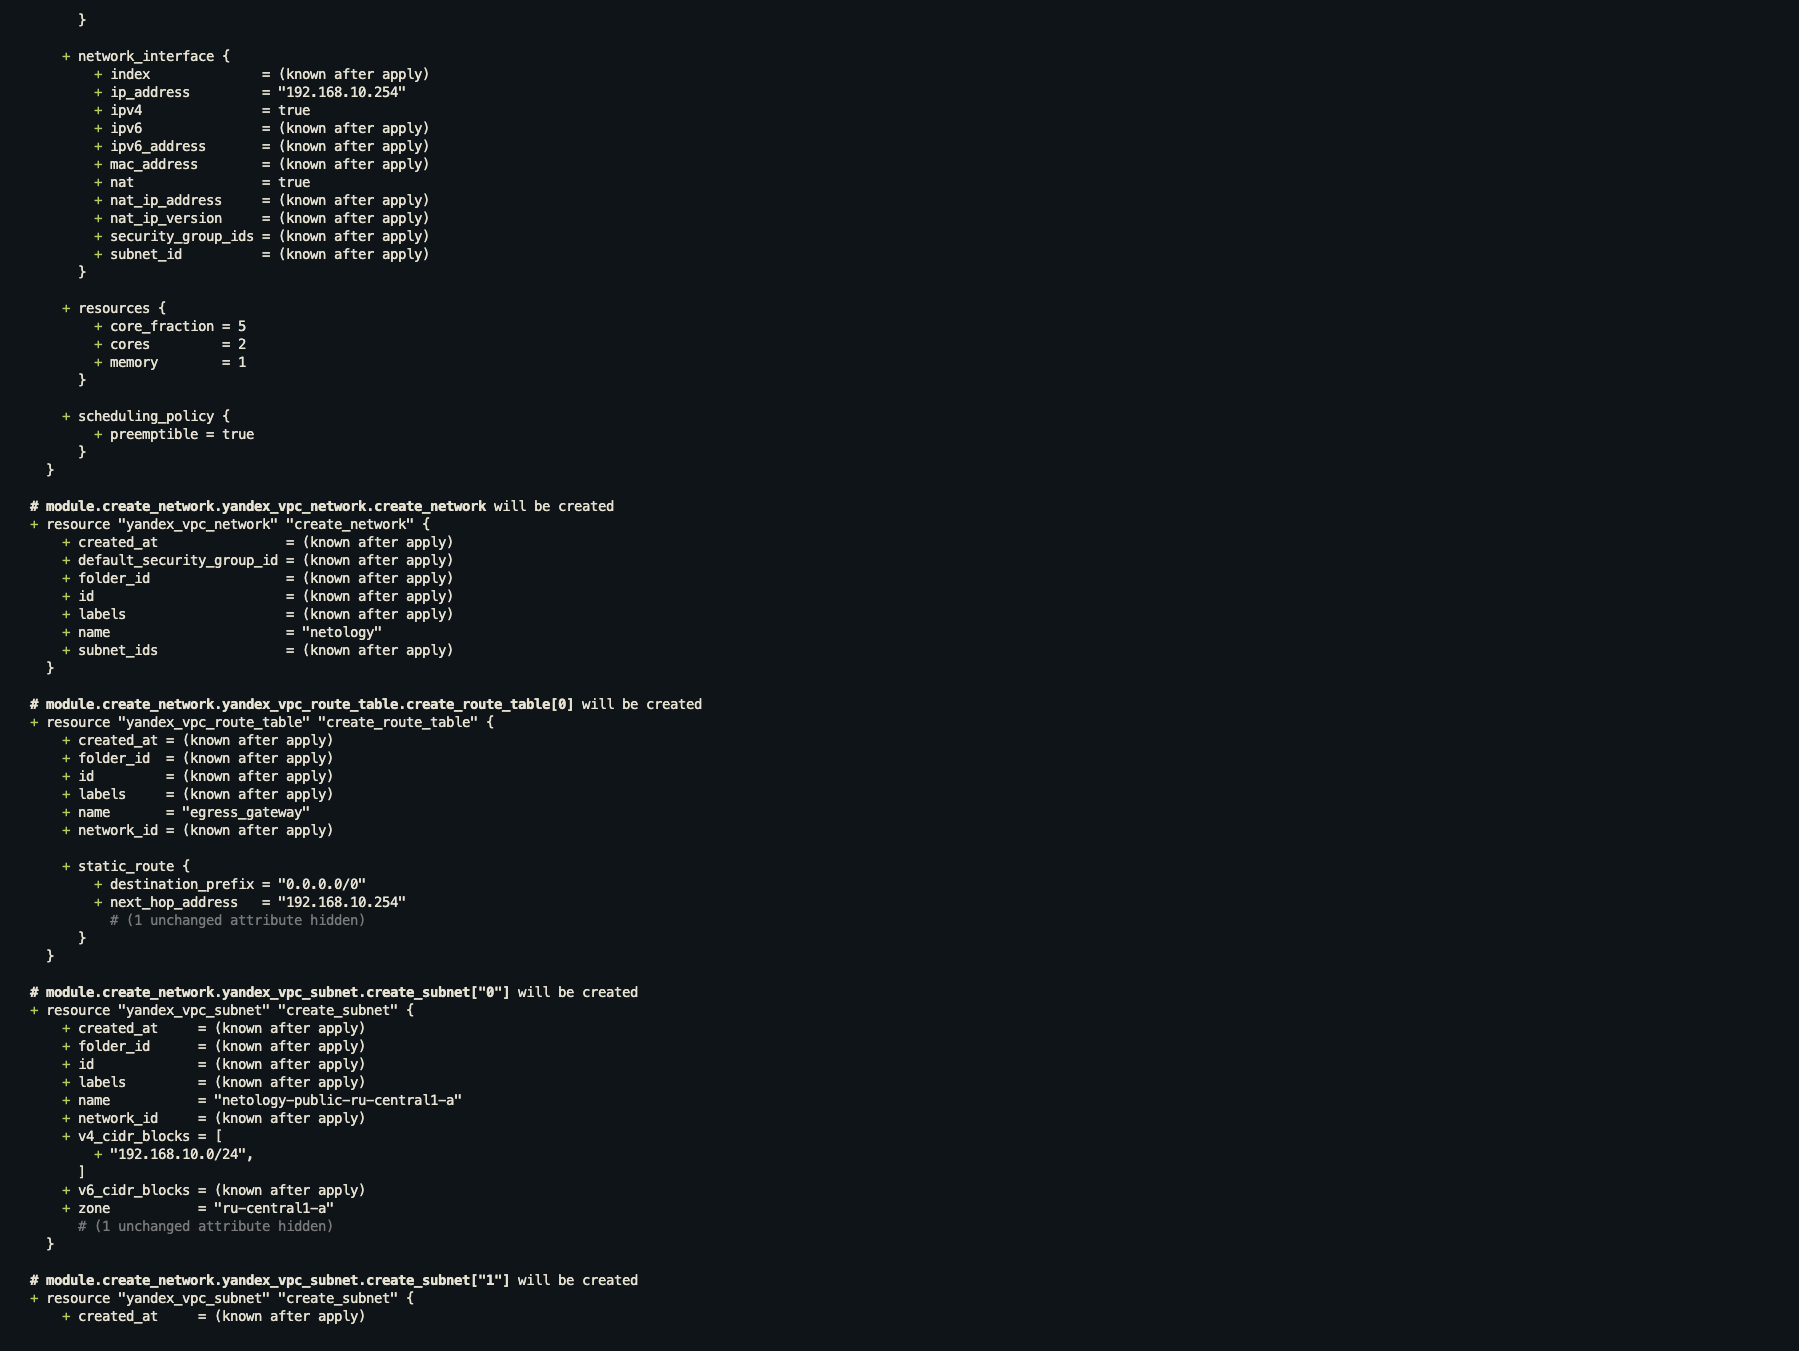 }

    + network_interface {
        + index              = (known after apply)
        + ip_address         = "192.168.10.254"
        + ipv4               = true
        + ipv6               = (known after apply)
        + ipv6_address       = (known after apply)
        + mac_address        = (known after apply)
        + nat                = true
        + nat_ip_address     = (known after apply)
        + nat_ip_version     = (known after apply)
        + security_group_ids = (known after apply)
        + subnet_id          = (known after apply)
      }

    + resources {
        + core_fraction = 5
        + cores         = 2
        + memory        = 1
      }

    + scheduling_policy {
        + preemptible = true
      }
  }

# module.create_network.yandex_vpc_network.create_network will be created
+ resource "yandex_vpc_network" "create_network" {
    + created_at                = (known after apply)
    + default_security_group_id = (known after apply)
    + folder_id                 = (known after apply)
    + id                        = (known after apply)
    + labels                    = (known after apply)
    + name                      = "netology"
    + subnet_ids                = (known after apply)
  }

# module.create_network.yandex_vpc_route_table.create_route_table[0] will be created
+ resource "yandex_vpc_route_table" "create_route_table" {
    + created_at = (known after apply)
    + folder_id  = (known after apply)
    + id         = (known after apply)
    + labels     = (known after apply)
    + name       = "egress_gateway"
    + network_id = (known after apply)

    + static_route {
        + destination_prefix = "0.0.0.0/0"
        + next_hop_address   = "192.168.10.254"
          # (1 unchanged attribute hidden)
      }
  }

# module.create_network.yandex_vpc_subnet.create_subnet["0"] will be created
+ resource "yandex_vpc_subnet" "create_subnet" {
    + created_at     = (known after apply)
    + folder_id      = (known after apply)
    + id             = (known after apply)
    + labels         = (known after apply)
    + name           = "netology-public-ru-central1-a"
    + network_id     = (known after apply)
    + v4_cidr_blocks = [
        + "192.168.10.0/24",
      ]
    + v6_cidr_blocks = (known after apply)
    + zone           = "ru-central1-a"
      # (1 unchanged attribute hidden)
  }

# module.create_network.yandex_vpc_subnet.create_subnet["1"] will be created
+ resource "yandex_vpc_subnet" "create_subnet" {
    + created_at     = (known after apply)